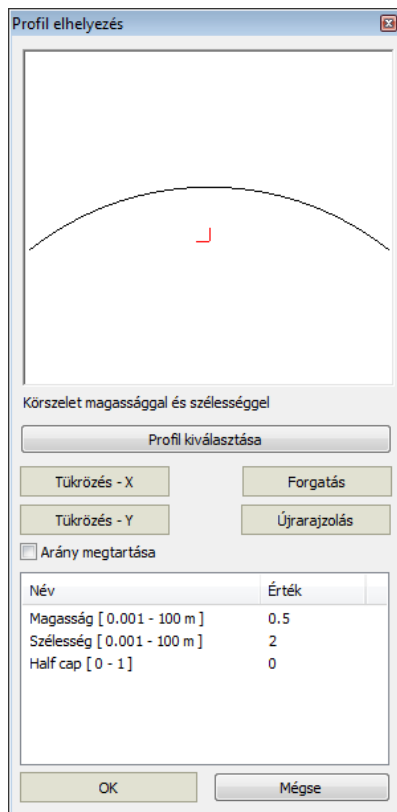 Profil elhelyezés
Körszelet magassággal és szélességgel
Profil kiválasztása
Tükrözés - X
Forgatás
Tükrözés - Y
Újrarajzolás
Arány megtartása
Név Érték
Magasság [ 0.001 - 100 m ] 0.5
Szélesség [ 0.001 - 100 m ] 2
Half cap [ 0 - 1 ] 0
OK
Mégse